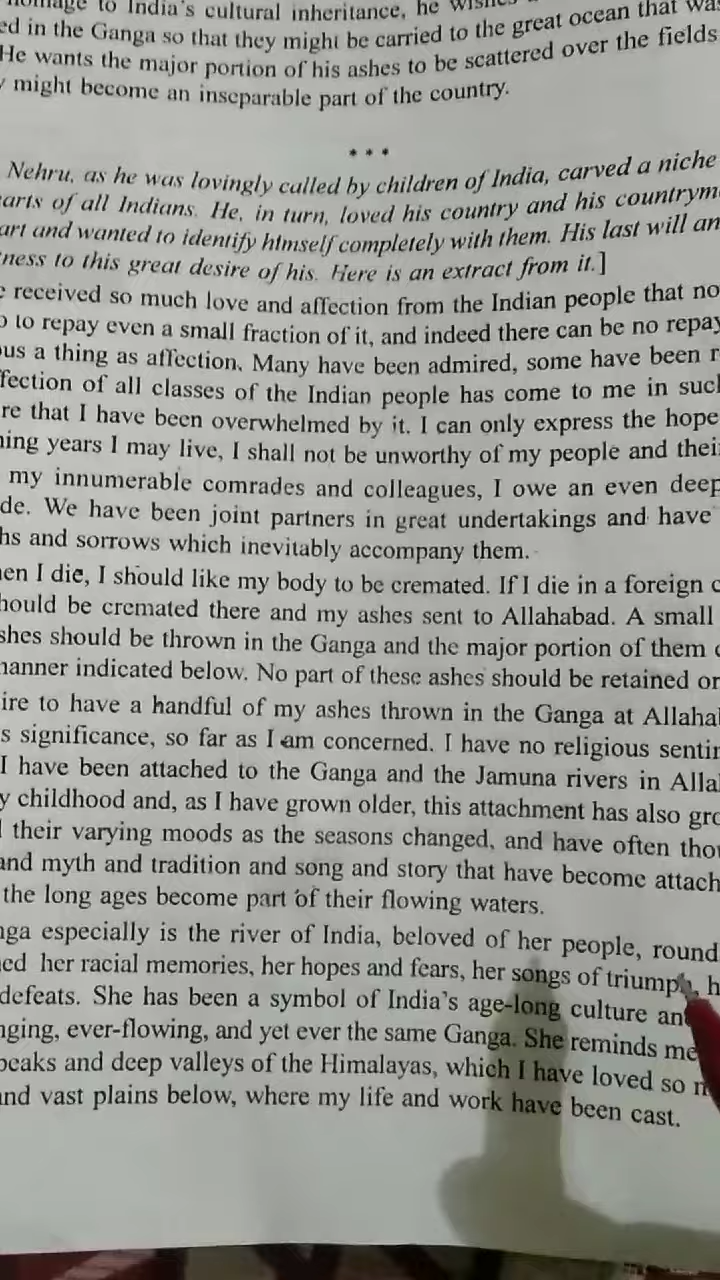 to India's cultural inheritance, he
ed in the Ganga so that they might be carried to the great ocean that
He wants the major portion of his ashes to be scattered over the fields
might become an inseparable part of the country.
* * *
Nehru, as he was lovingly called by children of India, carved a niche
arts of all Indians. He, in turn, loved his country and his countrym
art and wanted to identify himself completely with them. His last will an
ness to this great desire of his. Here is an extract from it.]
received so much love and affection from the Indian people that no
to repay even a small fraction of it, and indeed there can be no repay
us a thing as affection. Many have been admired, some have been r
fection of all classes of the Indian people has come to me in such
re that I have been overwhelmed by it. I can only express the hope
ning years I may live, I shall not be unworthy of my people and thei
my innumerable comrades and colleagues, I owe an even deep
de. We have been joint partners in great undertakings and have
hs and sorrows which inevitably accompany them.
en I die, I should like my body to be cremated. If I die in a foreign c
hould be cremated there and my ashes sent to Allahabad. A small
shes should be thrown in the Ganga and the major portion of them
manner indicated below. No part of these ashes should be retained or
ire to have a handful of my ashes thrown in the Ganga at Allaha
s significance, so far as I am concerned. I have no religious sentim
I have been attached to the Ganga and the Jamuna rivers in Alla
y childhood and, as I have grown older, this attachment has also gro
their varying moods as the seasons changed, and have often thou
and myth and tradition and song and story that have become attach
the long ages become part of their flowing waters.
nga especially is the river of India, beloved of her people, round
ed her racial memories, her hopes and fears, her songs of triumph, h
defeats. She has been a symbol of India's age-long culture an
nging, ever-flowing, and yet ever the same Ganga. She reminds me
peaks and deep valleys of the Himalayas, which I have loved so m
and vast plains below, where my life and work have been cast.